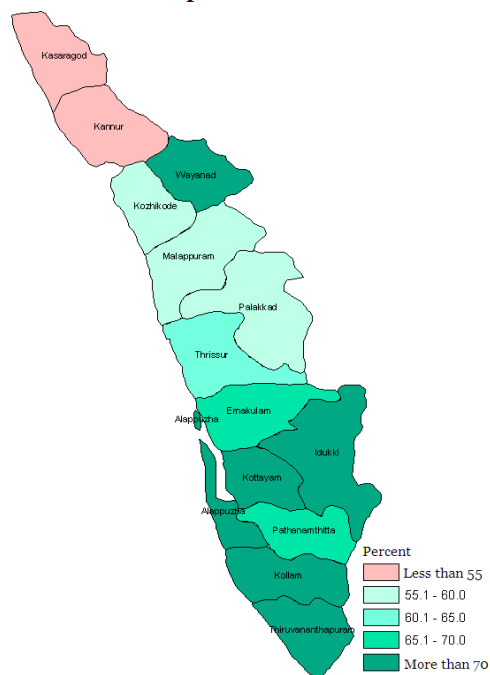 Kasaragod
Kannur
Wayanad
Kozhikode
Malappuram
Palakkad
Thrissur
Ernakulam
Alappuzha
Idukki
Kottayam
Alappuzha
Pathanamthitta
Kollam
Thiruvananthapuram
Percent
Less than 55
55.1 - 60.0
60.1 - 65.0
65.1 - 70.0
More than 70